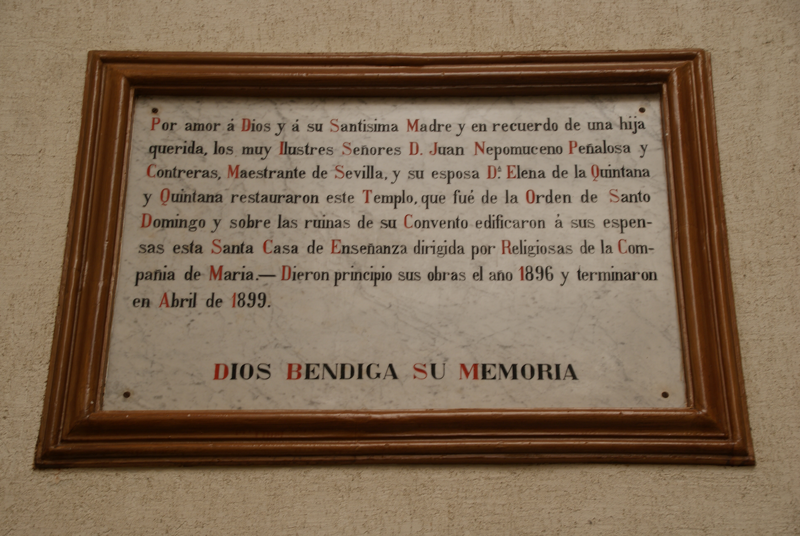 Por amor á Dios y á su Santisima Madre y en recuerdo de una hija
querida, los muy Ilustres Señores D. Juan Nepomuceno Peñalosa y
Contreras, Maestrante de Sevilla, y su esposa D.ª Elena de la Quintana
y Quintana restauraron este Templo, que fué de la Orden de Santo
Domingo y sobre las ruinas de su Convento edificaron á sus espen-
sas esta Santa Casa de Enseñanza dirigida por Religiosas de la Com-
pañia de Maria.— Dieron principio sus obras el año 1896 y terminaron
en Abril de 1899.
DIOS BENDIGA SU MEMORIA